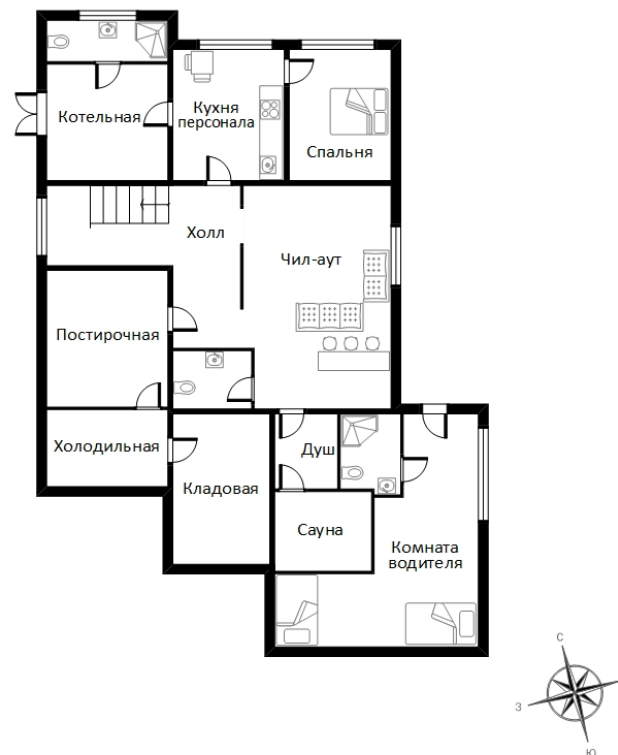 Котельная
Кухня
персонала
Спальня
Холл
Чил-аут
Постирочная
Холодильная
Кладовая
Душ
Сауна
Комната
водителя
С
З
Ю